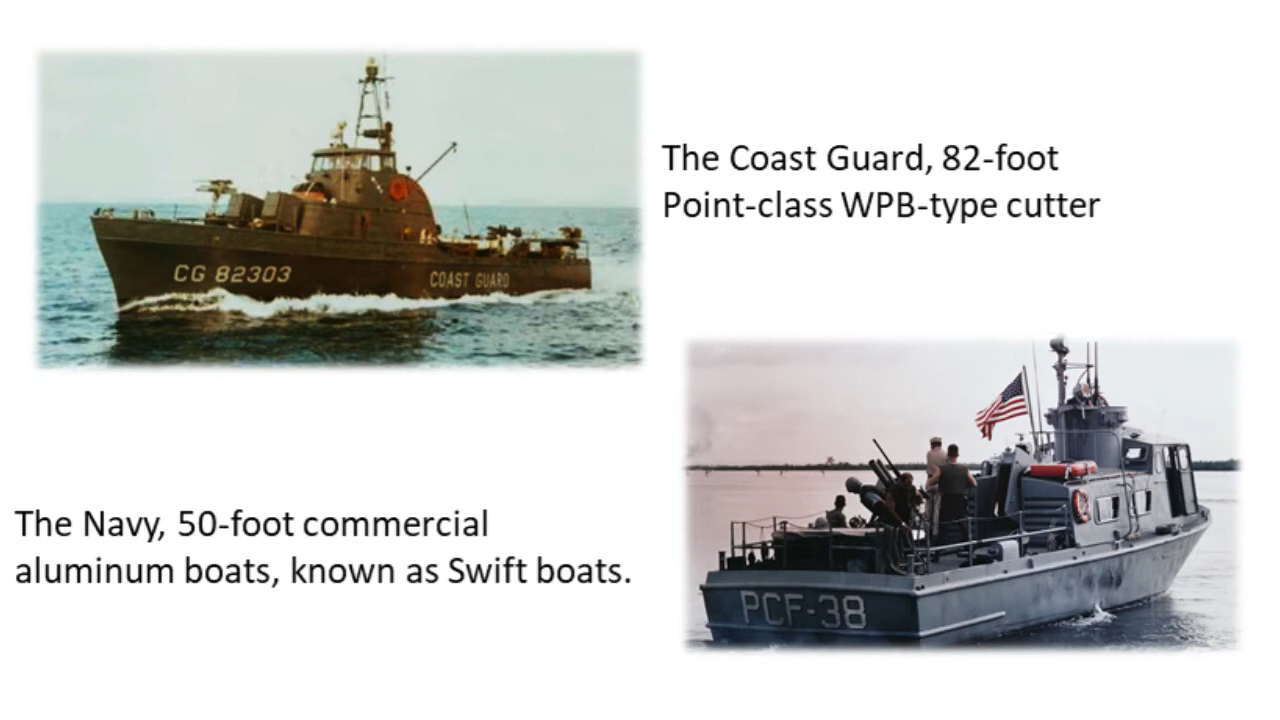 The Coast Guard, 82-foot
Point-class WPB-type cutter
CG 82303
COAST GUARD
The Navy, 50-foot commercial
aluminum boats, known as Swift boats.
PCF-38